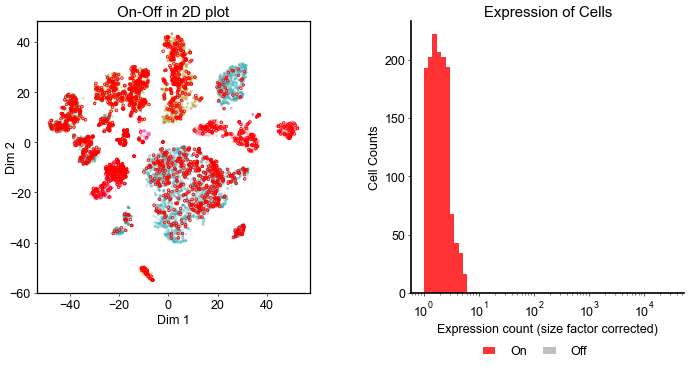 On-Off in 2D plot
40
20
0
−20
−40
−60
Dim 2
−40 −20 0 20 40
Dim 1
Expression of Cells
200
150
100
50
0
Cell Counts
10^0 10^1 10^2 10^3 10^4
Expression count (size factor corrected)
On Off